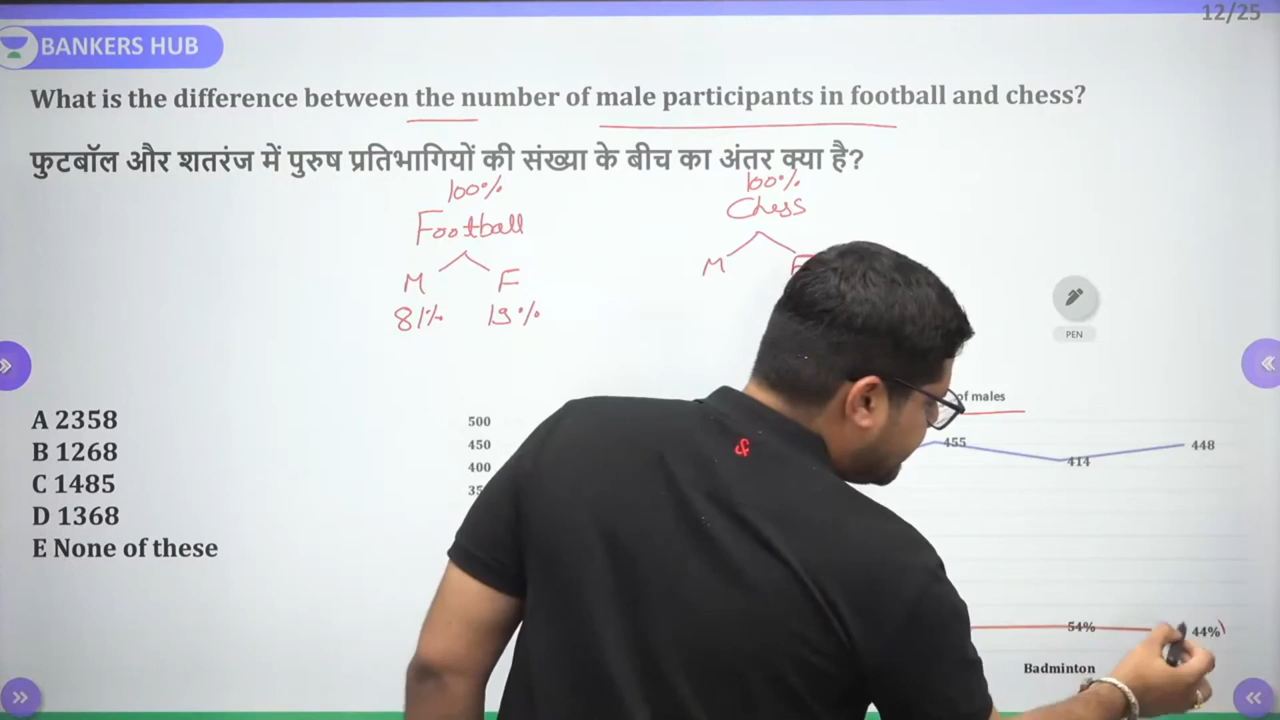 12/25
BANKERS HUB
What is the difference between the number of male participants in football and chess?
फुटबॉल और शतरंज में पुरुष प्रतिभागियों की संख्या के बीच का अंतर क्या है?
100% 100%
Football Chess
M F M F
81% 19%
PEN
A 2358
B 1268
C 1485
D 1368
E None of these
of males
500
450 455 448
400 414
35
54% 44%
Badminton